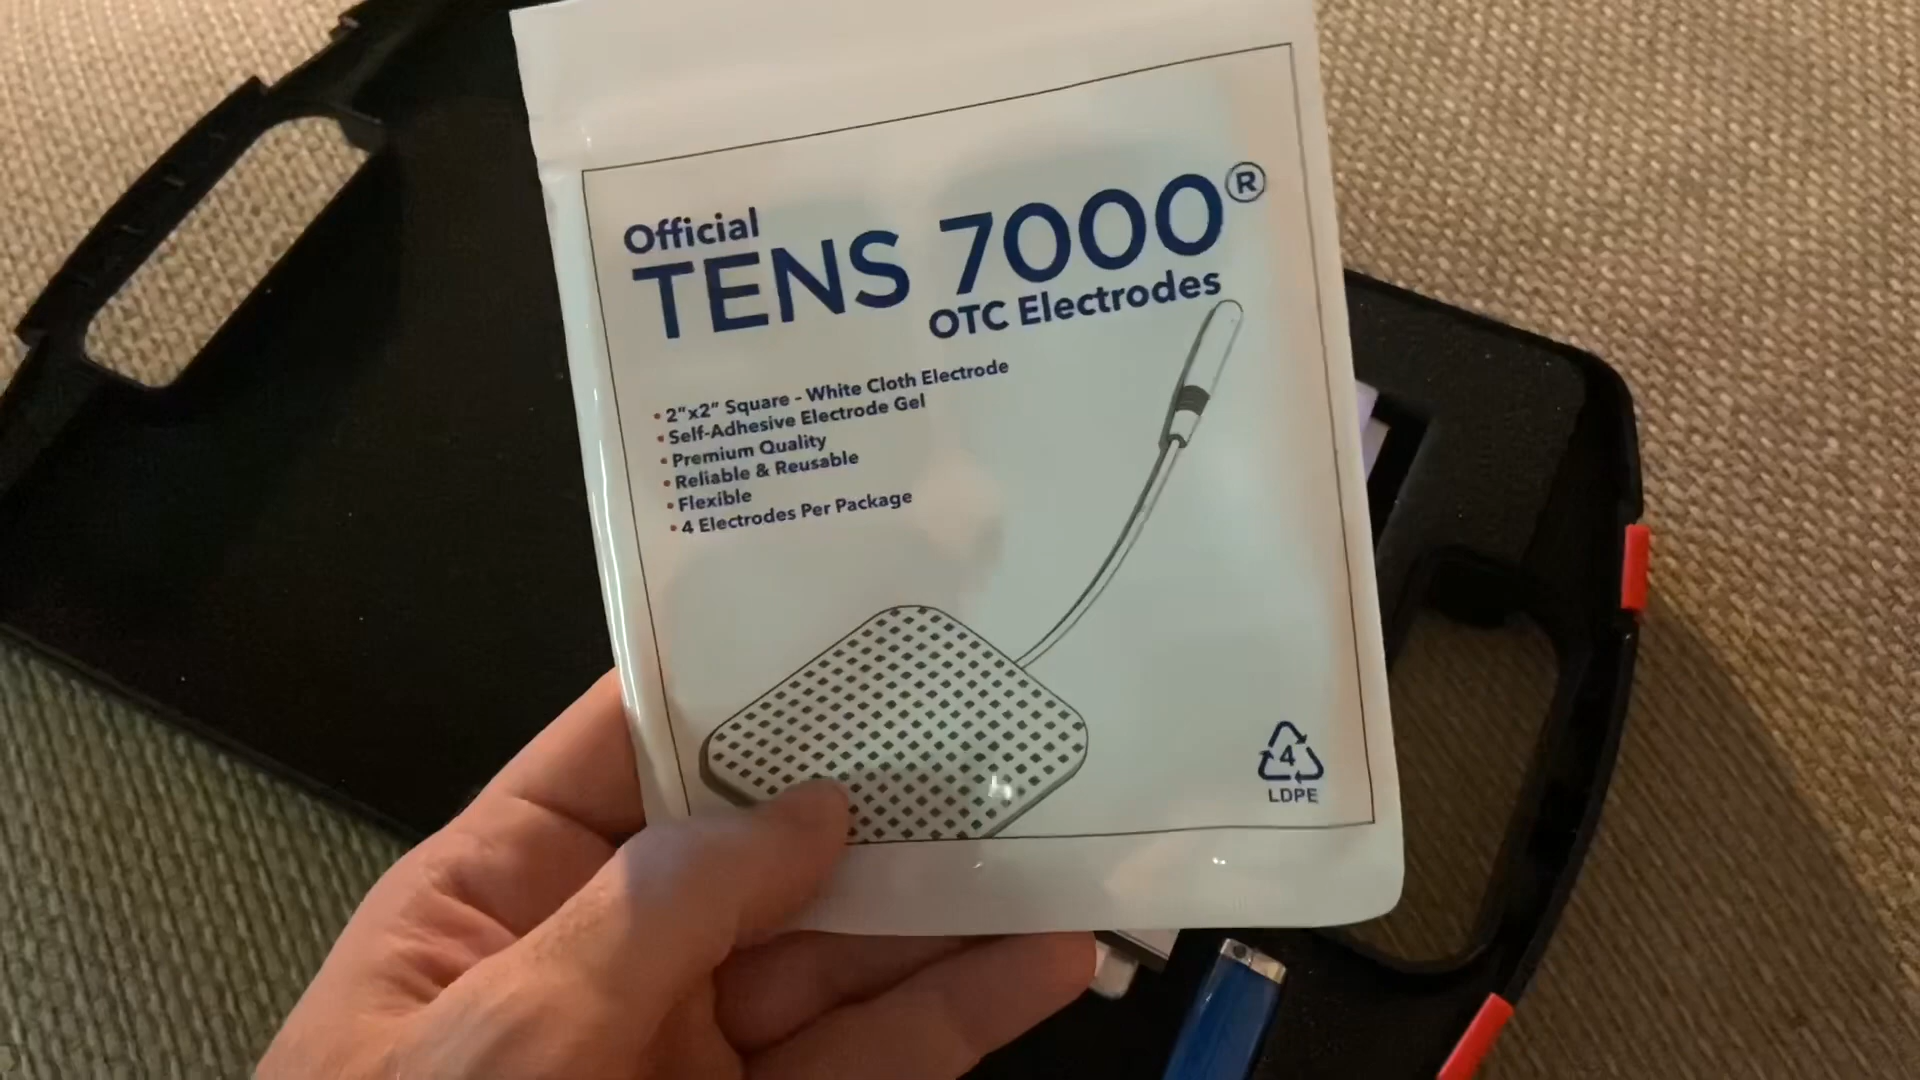 Official
TENS 7000®
OTC Electrodes
• 2"x2" Square - White Cloth Electrode
• Self-Adhesive Electrode Gel
• Premium Quality
• Reliable & Reusable
• Flexible
• 4 Electrodes Per Package
4
LDPE